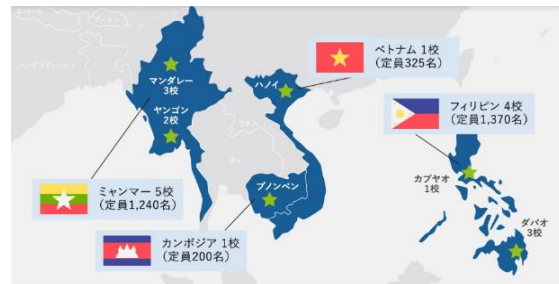 ベトナム 1校
(定員325名)
マンダレー
3校
ハノイ
ヤンゴン
2校
フィリピン 4校
(定員1,370名)
プノンペン
カブヤオ
1校
ミャンマー 5校
(定員1,240名)
ダバオ
3校
カンボジア 1校
(定員200名)